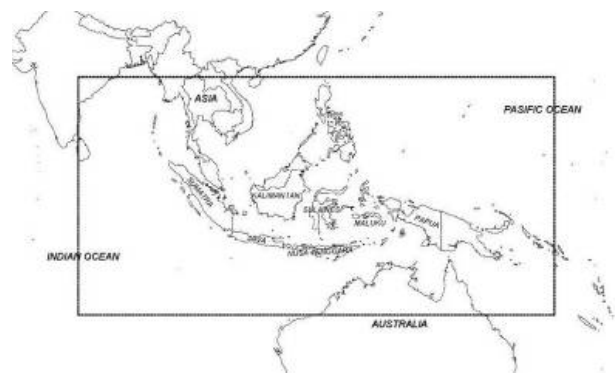 ASIA
PASIFIC OCEAN
SUMATRA
KALIMANTAN
SULAWESI
MALUKU
PAPUA
JAVA
NUSA TENGGARA
INDIAN OCEAN
AUSTRALIA